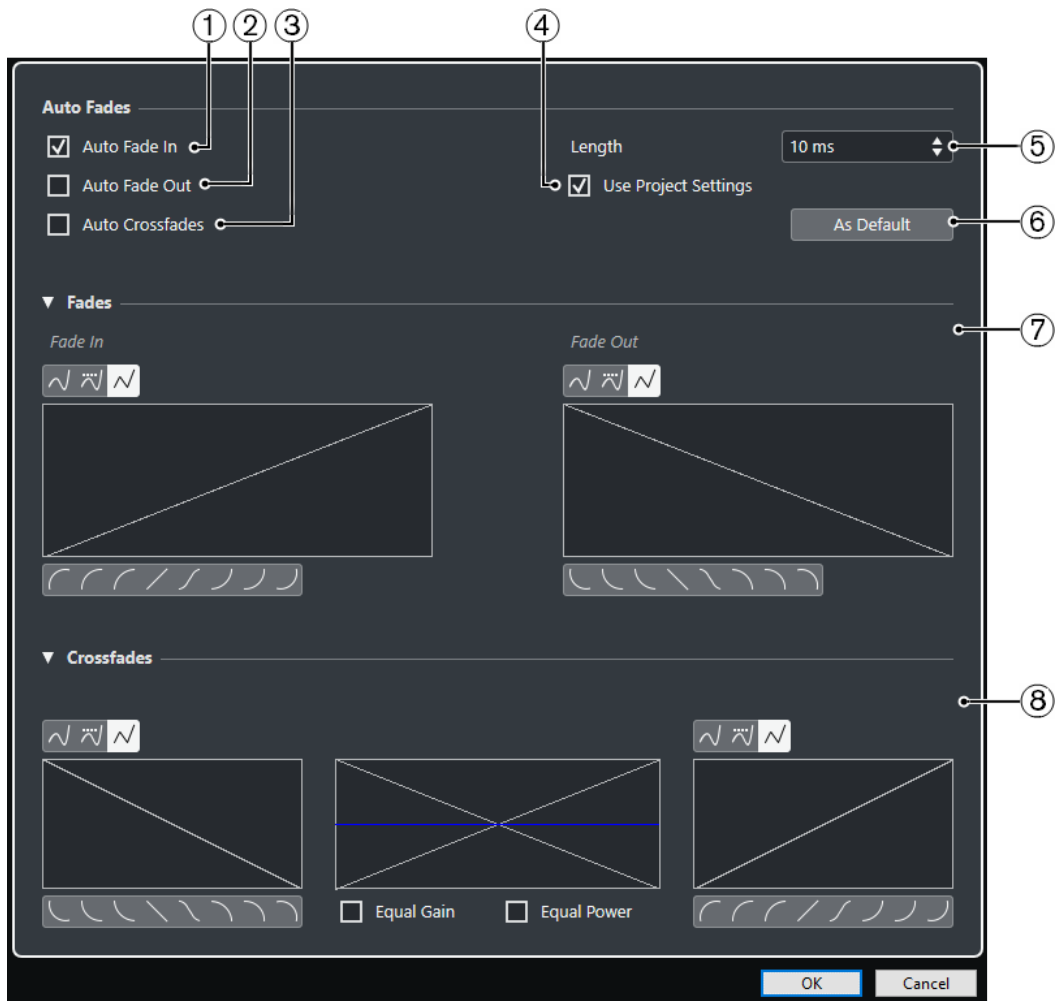 ① ② ③ ④
Auto Fades
Auto Fade In Length 10 ms ⑤
Auto Fade Out Use Project Settings
Auto Crossfades As Default ⑥
Fades
⑦
Fade In Fade Out
Crossfades
⑧
Equal Gain Equal Power
OK Cancel